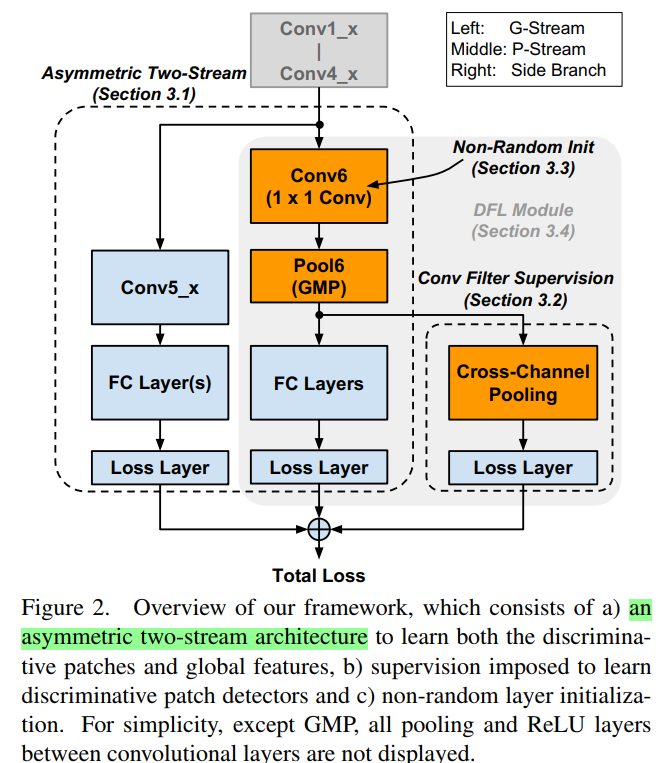 Conv1_x
|
Conv4_x
Left: G-Stream
Middle: P-Stream
Right: Side Branch
Asymmetric Two-Stream
(Section 3.1)
Conv6
(1 x 1 Conv)
Non-Random Init
(Section 3.3)
DFL Module
(Section 3.4)
Conv5_x
Pool6
(GMP)
Conv Filter Supervision
(Section 3.2)
FC Layer(s)
FC Layers
Cross-Channel
Pooling
Loss Layer
Loss Layer
Loss Layer
Total Loss
Figure 2. Overview of our framework, which consists of a) an
asymmetric two-stream architecture to learn both the discrimina-
tive patches and global features, b) supervision imposed to learn
discriminative patch detectors and c) non-random layer initializa-
tion. For simplicity, except GMP, all pooling and ReLU layers
between convolutional layers are not displayed.